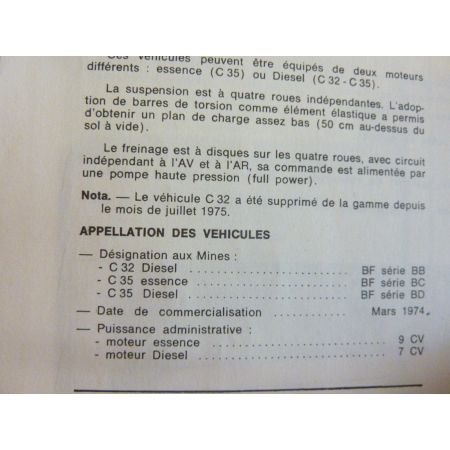 Ces véhicules peuvent être équipés de deux moteurs
différents : essence (C 35) ou Diesel (C 32 - C 35).
La suspension est à quatre roues indépendantes. L'adop-
tion de barres de torsion comme élément élastique a permis
d'obtenir un plan de charge assez bas (50 cm au-dessus du
sol à vide).
Le freinage est à disques sur les quatre roues, avec circuit
indépendant à l'AV et à l'AR, sa commande est alimentée par
une pompe haute pression (full power).
Nota. — Le véhicule C 32 a été supprimé de la gamme depuis
le mois de juillet 1975.
APPELLATION DES VEHICULES
— Désignation aux Mines :
- C 32 Diesel .............................. BF série BB
- C 35 essence .............................. BF série BC
- C 35 Diesel .............................. BF série BD
— Date de commercialisation .................. Mars 1974.
— Puissance administrative :
- moteur essence .............................. 9 CV
- moteur Diesel .............................. 7 CV